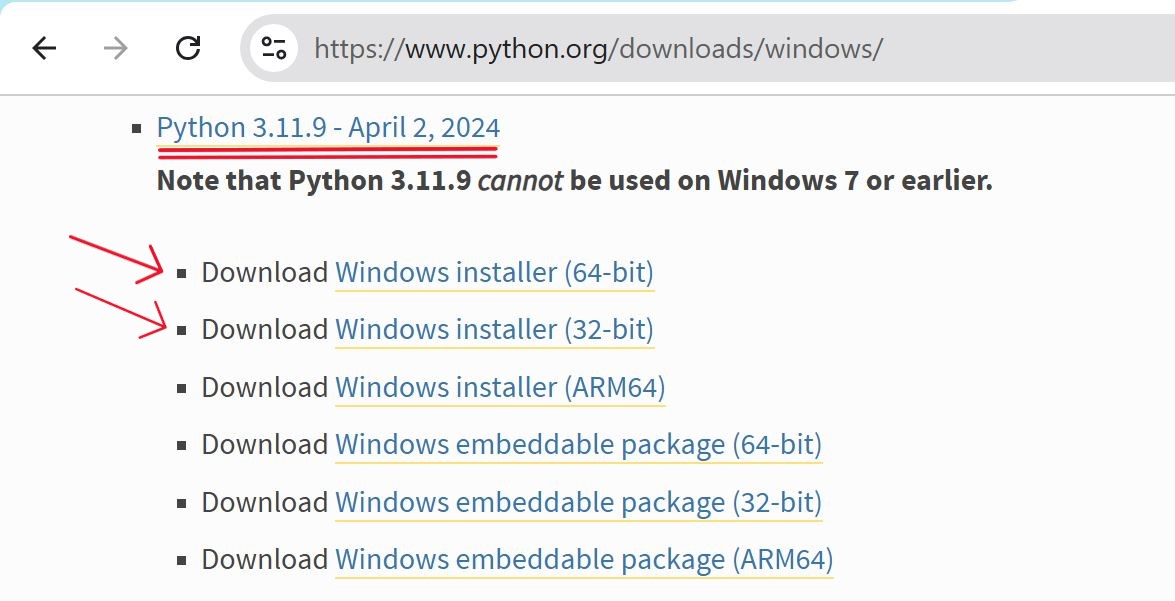 https://www.python.org/downloads/windows/
Python 3.11.9 - April 2, 2024
Note that Python 3.11.9 cannot be used on Windows 7 or earlier.
Download Windows installer (64-bit)
Download Windows installer (32-bit)
Download Windows installer (ARM64)
Download Windows embeddable package (64-bit)
Download Windows embeddable package (32-bit)
Download Windows embeddable package (ARM64)